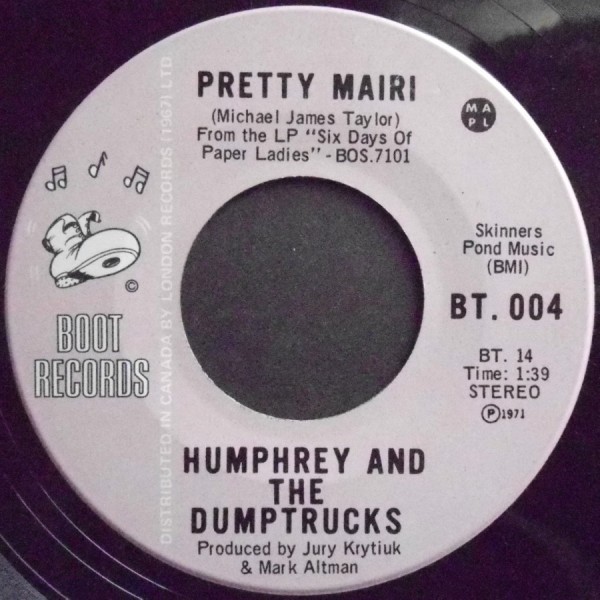 PRETTY MAIRI
(Michael James Taylor)
From the LP "Six Days Of
Paper Ladies" - BOS.7101
MA
PL
Skinners
Pond Music
(BMI)
BT. 004
BT. 14
Time: 1:39
STEREO
Ⓟ1971
©
BOOT
RECORDS
DISTRIBUTED IN CANADA BY LONDON RECORDS (1967) LTD
HUMPHREY AND
THE
DUMPTRUCKS
Produced by Jury Krytiuk
& Mark Altman